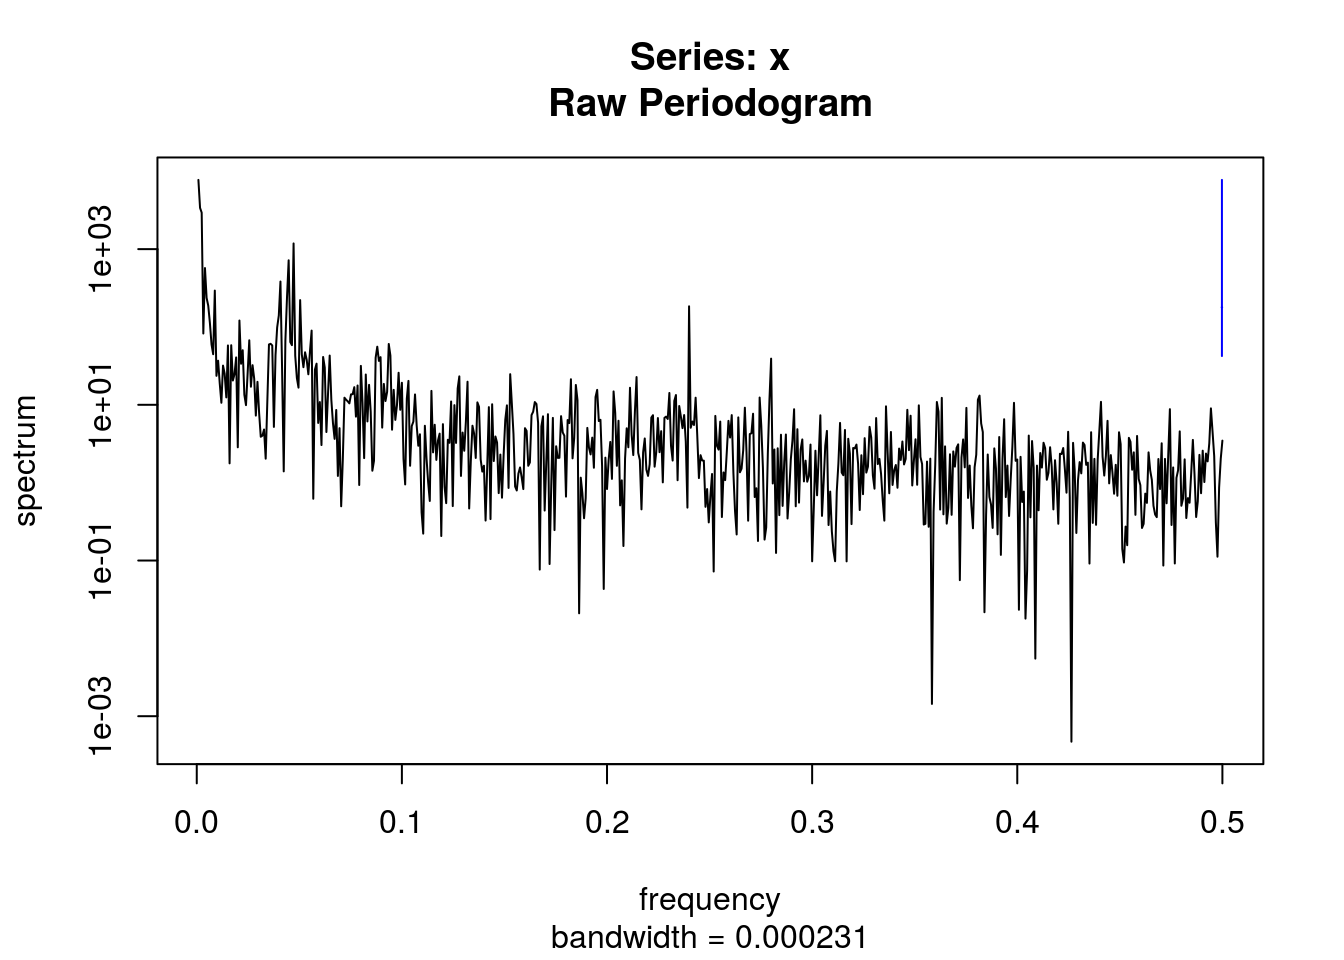 Series: x
Raw Periodogram
spectrum
1e+03
1e+01
1e-01
1e-03
0.0 0.1 0.2 0.3 0.4 0.5
frequency
bandwidth = 0.000231